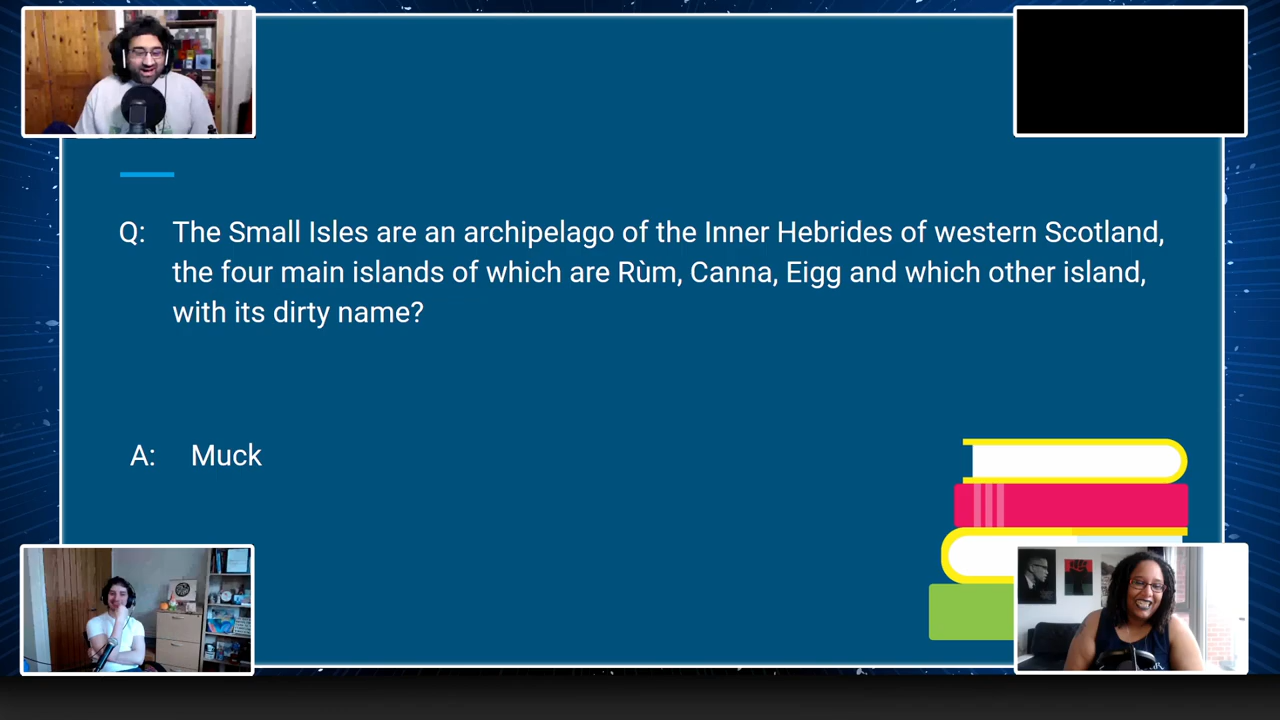 Q: The Small Isles are an archipelago of the Inner Hebrides of western Scotland,
the four main islands of which are Rùm, Canna, Eigg and which other island,
with its dirty name?
A: Muck